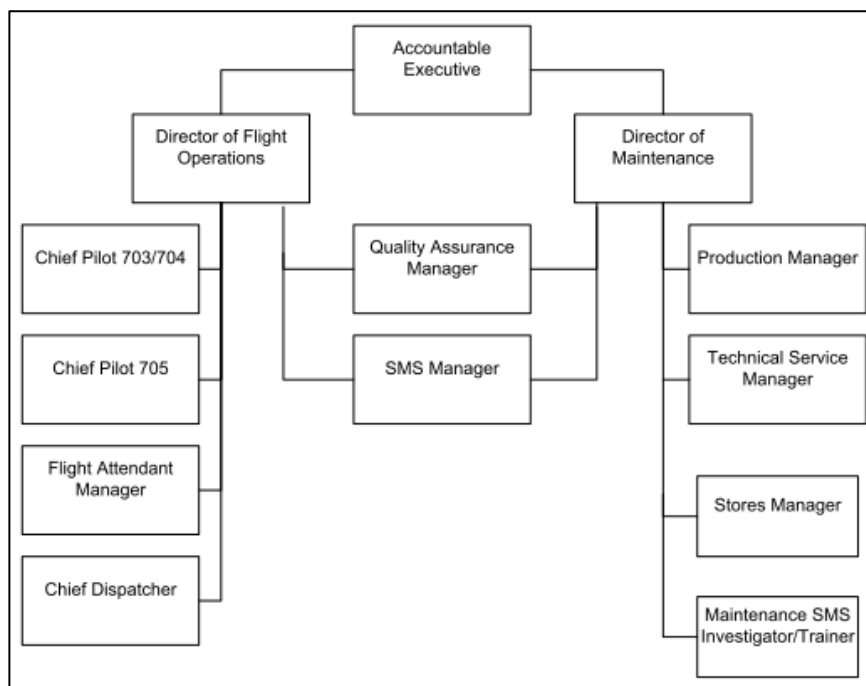 Accountable
Executive
Director of Flight
Operations
Director of
Maintenance
Chief Pilot 703/704
Quality Assurance
Manager
Production Manager
Chief Pilot 705
SMS Manager
Technical Service
Manager
Flight Attendant
Manager
Stores Manager
Chief Dispatcher
Maintenance SMS
Investigator/Trainer